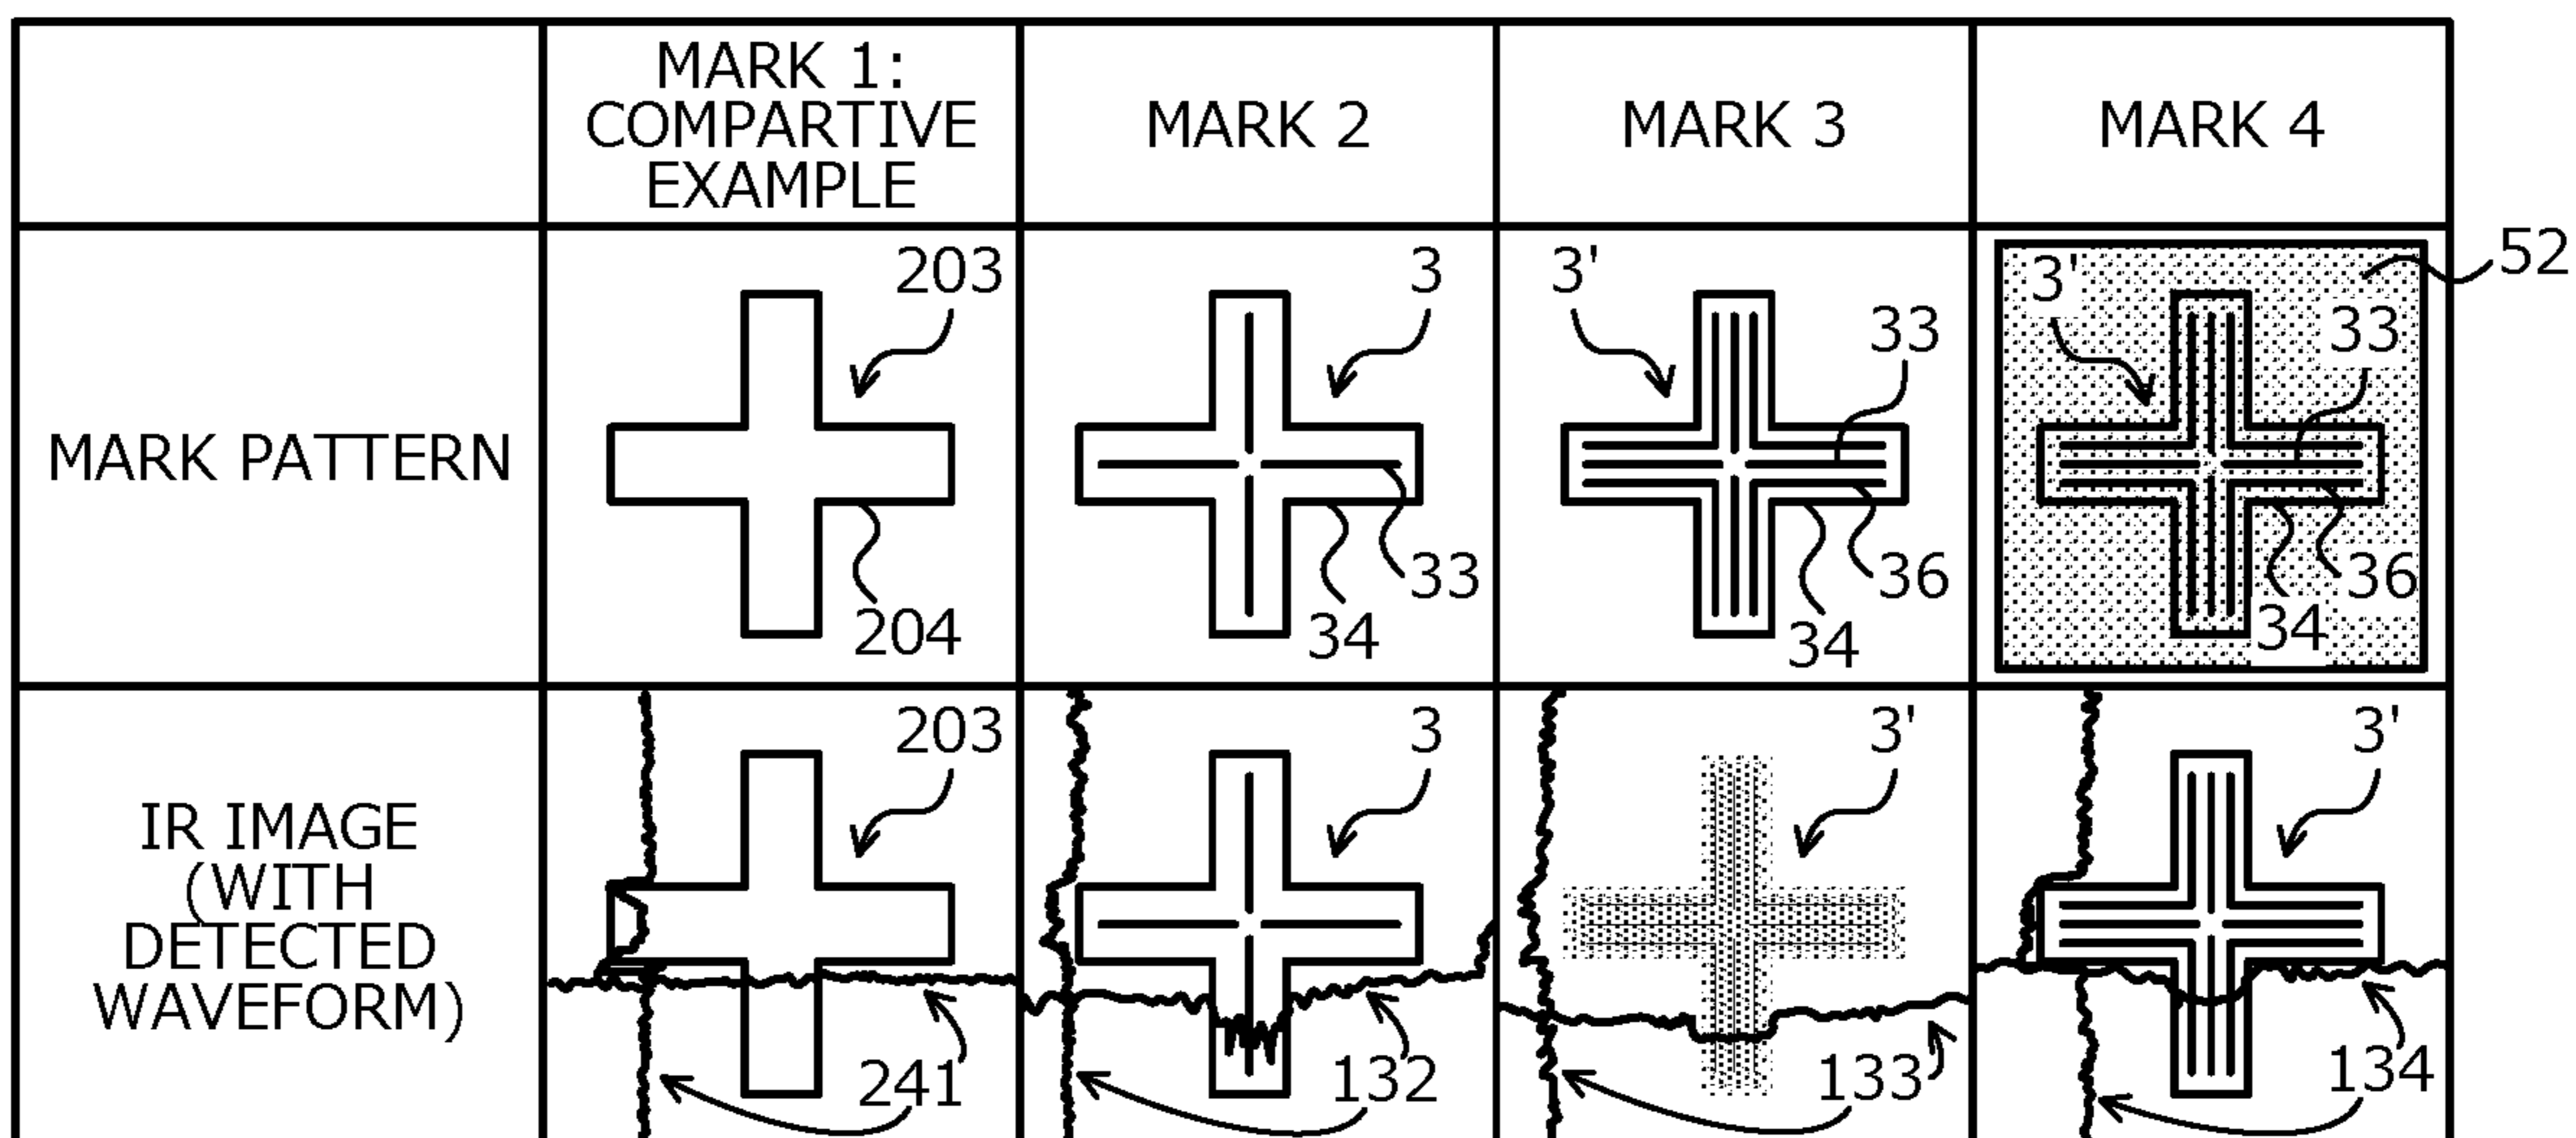 MARK 1:
COMPARTIVE
EXAMPLE
MARK 2
MARK 3
MARK 4
MARK PATTERN
203
204
3
33
34
3'
33
36
34
3'
33
36
34
52
IR IMAGE
(WITH
DETECTED
WAVEFORM)
203
241
3
132
3'
133
3'
134